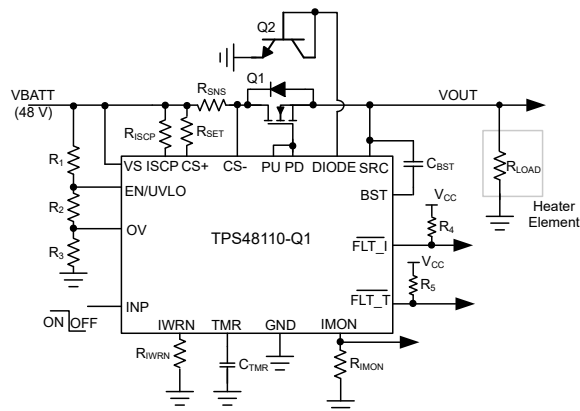 Q2
Q1
VBATT
(48 V)
RSNS
VOUT
RISCP
RSET
R1
VS ISCP CS+ CS- PU PD DIODE SRC
CBST
RLOAD
EN/UVLO
BST
R2
VCC
Heater
Element
OV
TPS48110-Q1
R4
FLT_I
R3
VCC
R5
FLT_T
INP
ON OFF
IWRN TMR GND IMON
RIWRN
CTMR
RIMON